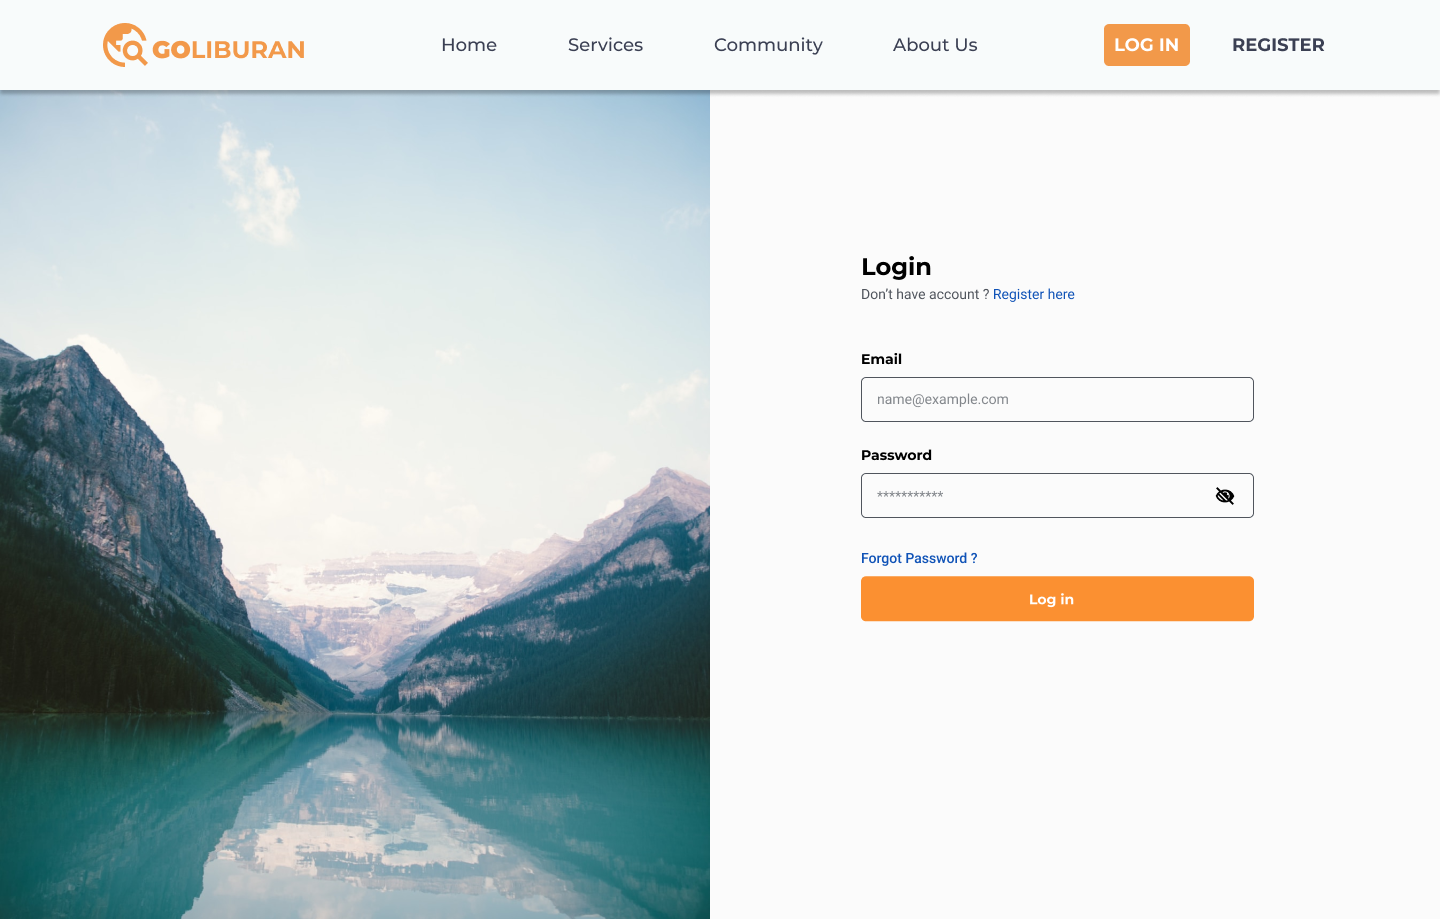 GOLIBURAN
Home
Services
Community
About Us
LOG IN
REGISTER
Login
Don’t have account ? Register here
Email
name@example.com
Password
***********
Forgot Password ?
Log in